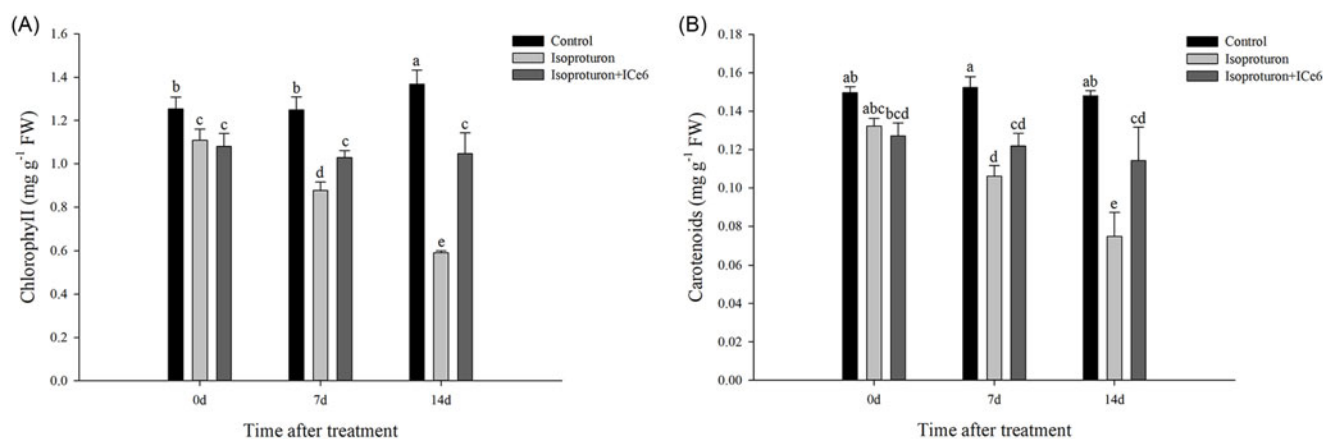 (A)
1.6
1.4
1.2
1.0
0.8
0.6
0.4
0.2
0.0
Chlorophyll (mg g-1 FW)
Control
Isoproturon
Isoproturon+ICe6
b
c
c
b
d
c
a
e
c
0d
7d
14d
Time after treatment
(B)
0.18
0.16
0.14
0.12
0.10
0.08
0.06
0.04
0.02
0.00
Carotenoids (mg g-1 FW)
Control
Isoproturon
Isoproturon+ICe6
ab
abc
bcd
a
d
cd
ab
e
cd
0d
7d
14d
Time after treatment